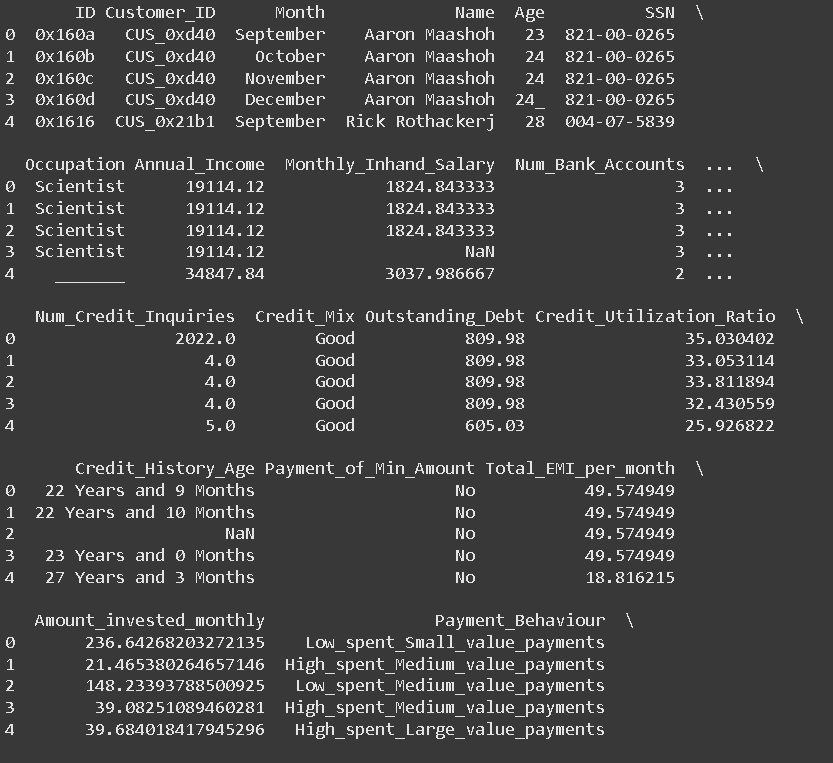 ID Customer_ID Month Name Age SSN \
0 0x160a CUS_0xd40 September Aaron Maashoh 23 821-00-0265
1 0x160b CUS_0xd40 October Aaron Maashoh 24 821-00-0265
2 0x160c CUS_0xd40 November Aaron Maashoh 24 821-00-0265
3 0x160d CUS_0xd40 December Aaron Maashoh 24_ 821-00-0265
4 0x1616 CUS_0x21b1 September Rick Rothackerj 28 004-07-5839
Occupation Annual_Income Monthly_Inhand_Salary Num_Bank_Accounts ... \
0 Scientist 19114.12 1824.843333 3 ...
1 Scientist 19114.12 1824.843333 3 ...
2 Scientist 19114.12 1824.843333 3 ...
3 Scientist 19114.12 NaN 3 ...
4 _______ 34847.84 3037.986667 2 ...
Num_Credit_Inquiries Credit_Mix Outstanding_Debt Credit_Utilization_Ratio \
0 2022.0 Good 809.98 35.030402
1 4.0 Good 809.98 33.053114
2 4.0 Good 809.98 33.811894
3 4.0 Good 809.98 32.430559
4 5.0 Good 605.03 25.926822
Credit_History_Age Payment_of_Min_Amount Total_EMI_per_month \
0 22 Years and 9 Months No 49.574949
1 22 Years and 10 Months No 49.574949
2 NaN No 49.574949
3 23 Years and 0 Months No 49.574949
4 27 Years and 3 Months No 18.816215
Amount_invested_monthly Payment_Behaviour \
0 236.64268203272135 Low_spent_Small_value_payments
1 21.465380264657146 High_spent_Medium_value_payments
2 148.23393788500925 Low_spent_Medium_value_payments
3 39.08251089460281 High_spent_Medium_value_payments
4 39.684018417945296 High_spent_Large_value_payments